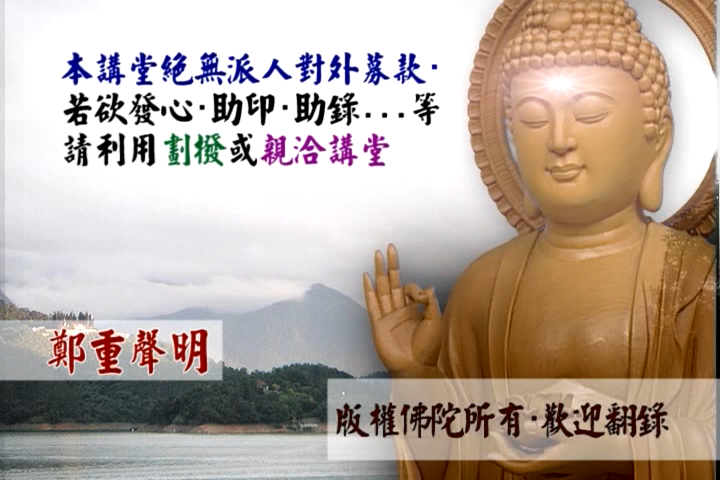 本講堂絕無派人對外募款·
若欲發心·助印·助錄...等
請利用劃撥或親洽講堂
鄭重聲明
版權佛陀所有·歡迎翻錄